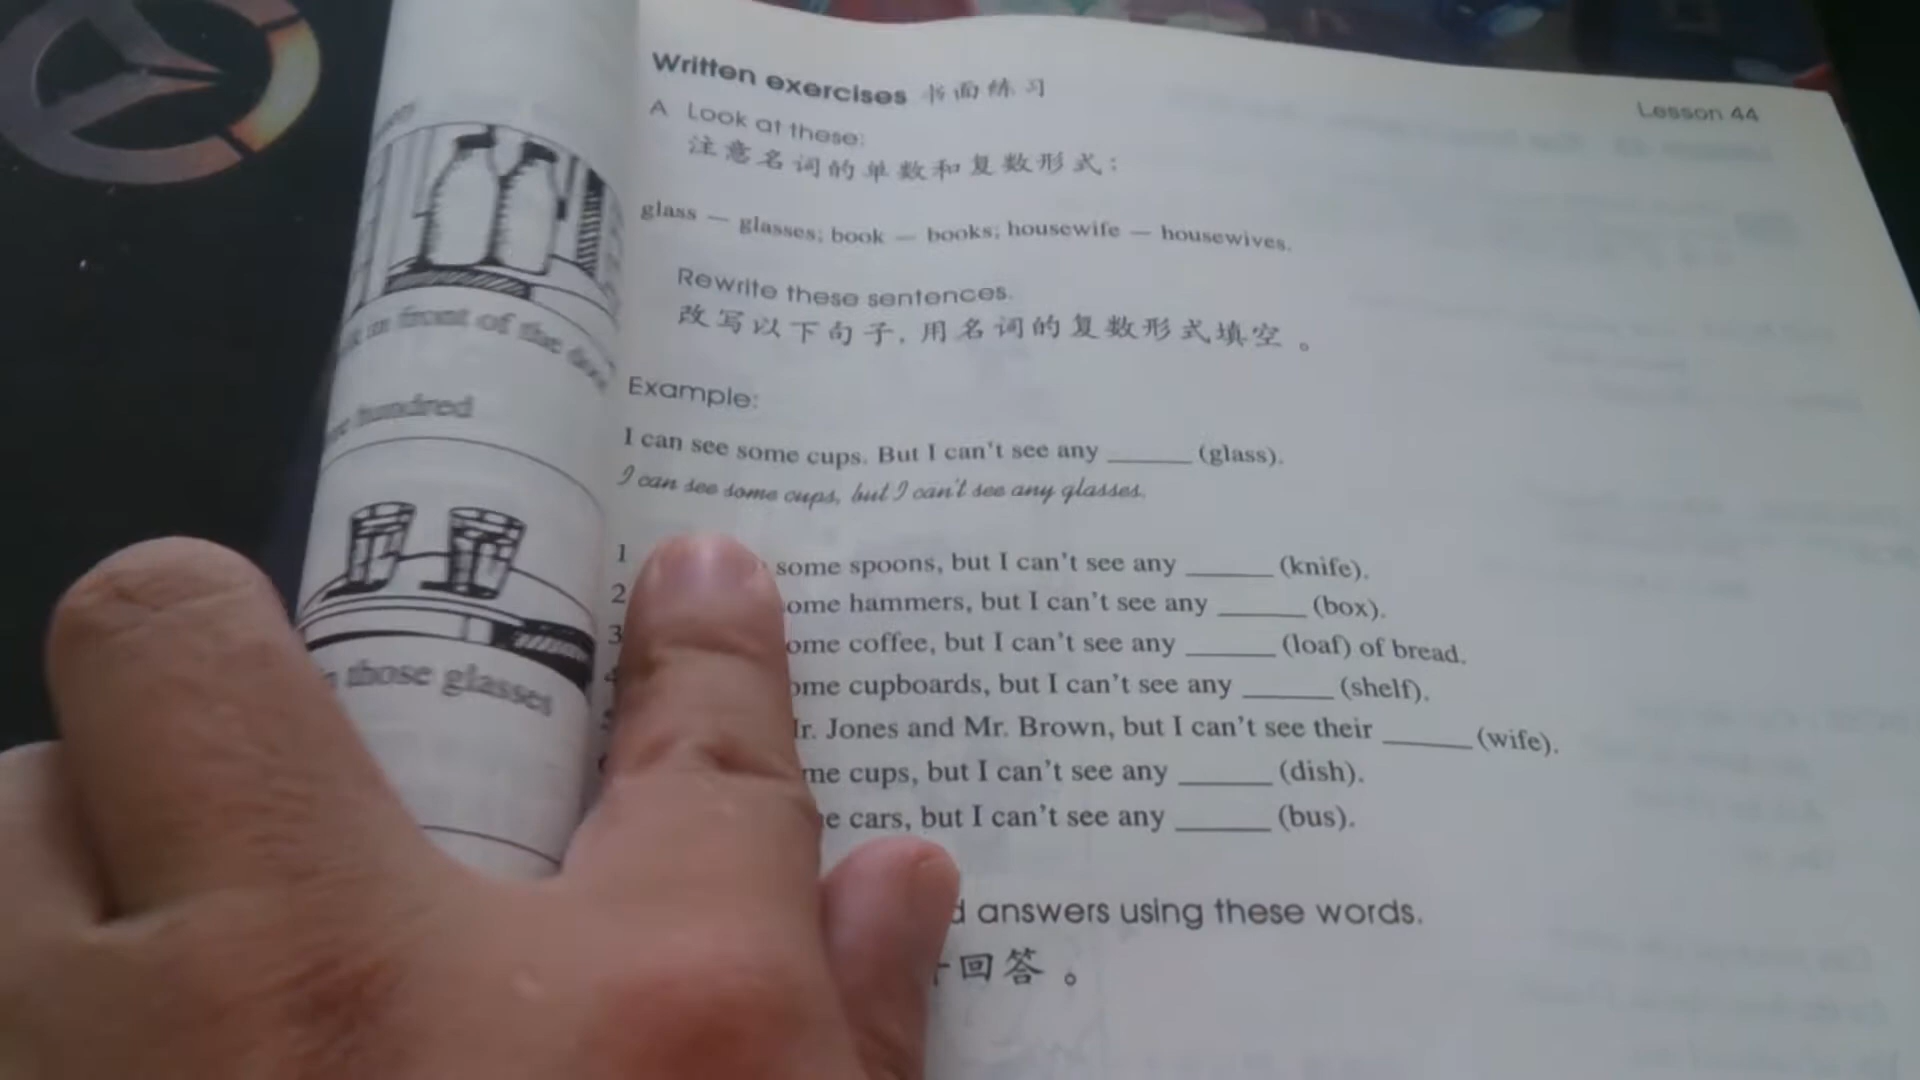 Lesson 44
Written exercises 书面练习
A Look at these:
注意名词的单数和复数形式：
glass — glasses; book — books; housewife — housewives.
Rewrite these sentences.
改写以下句子，用名词的复数形式填空。
Example:
I can see some cups. But I can't see any ______ (glass).
I can see some cups, but I can't see any glasses.
1 some spoons, but I can't see any ______ (knife).
2 ome hammers, but I can't see any ______ (box).
3 ome coffee, but I can't see any ______ (loaf) of bread.
ome cupboards, but I can't see any ______ (shelf).
Jones and Mr. Brown, but I can't see their ______ (wife).
me cups, but I can't see any ______ (dish).
e cars, but I can't see any ______ (bus).
answers using these words.
回答。
in front of the
hundred
those glasses